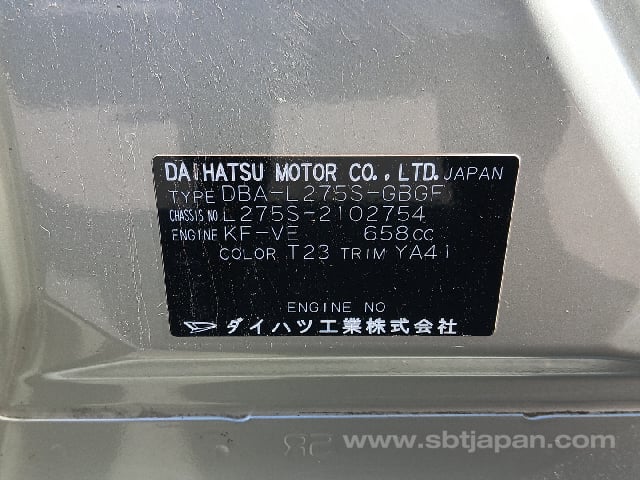 DAIHATSU MOTOR CO., LTD. JAPAN
TYPE DBA-L275S-GBGF
CHASSIS NO L275S-2102754
ENGINE KF-VE 658CC
COLOR T23 TRIM YA41
ENGINE NO
ダイハツ工業株式会社
www.sbtjapan.com